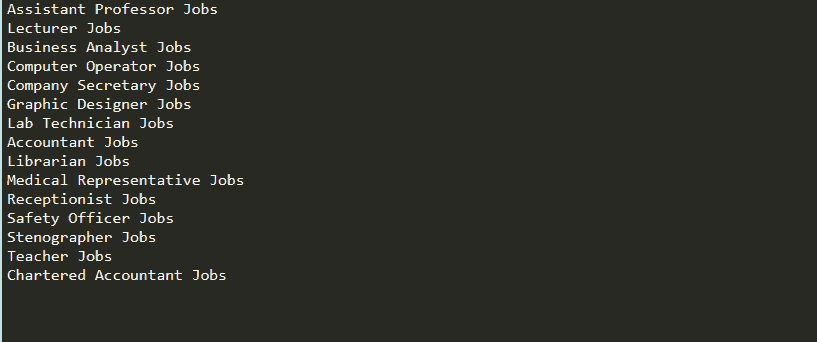 Assistant Professor Jobs
Lecturer Jobs
Business Analyst Jobs
Computer Operator Jobs
Company Secretary Jobs
Graphic Designer Jobs
Lab Technician Jobs
Accountant Jobs
Librarian Jobs
Medical Representative Jobs
Receptionist Jobs
Safety Officer Jobs
Stenographer Jobs
Teacher Jobs
Chartered Accountant Jobs